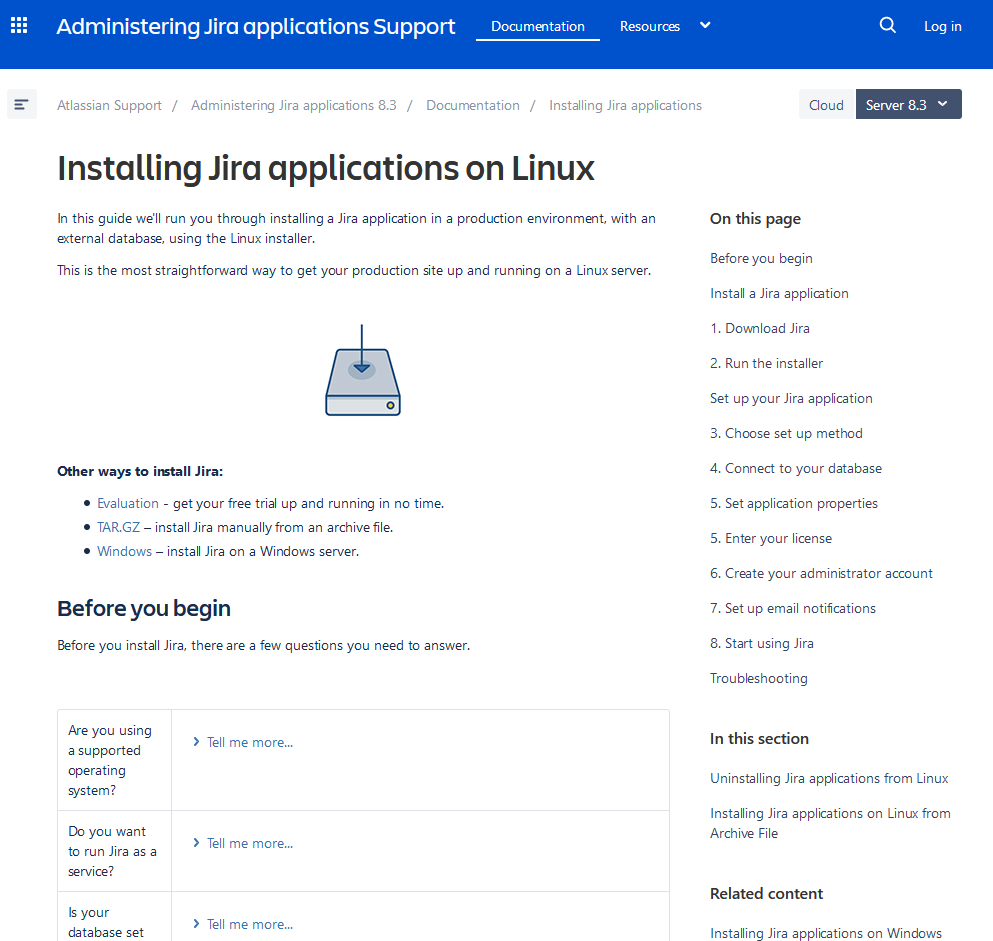 Administering Jira applications Support
Documentation
Resources
Log in
Atlassian Support / Administering Jira applications 8.3 / Documentation / Installing Jira applications
Cloud
Server 8.3
Installing Jira applications on Linux
In this guide we'll run you through installing a Jira application in a production environment, with an
external database, using the Linux installer.
This is the most straightforward way to get your production site up and running on a Linux server.
Other ways to install Jira:
• Evaluation - get your free trial up and running in no time.
• TAR.GZ – install Jira manually from an archive file.
• Windows – install Jira on a Windows server.
Before you begin
Before you install Jira, there are a few questions you need to answer.
Are you using
a supported
operating
system?
Tell me more...
Do you want
to run Jira as a
service?
Tell me more...
Is your
database set
Tell me more...
On this page
Before you begin
Install a Jira application
1. Download Jira
2. Run the installer
Set up your Jira application
3. Choose set up method
4. Connect to your database
5. Set application properties
5. Enter your license
6. Create your administrator account
7. Set up email notifications
8. Start using Jira
Troubleshooting
In this section
Uninstalling Jira applications from Linux
Installing Jira applications on Linux from
Archive File
Related content
Installing Jira applications on Windows